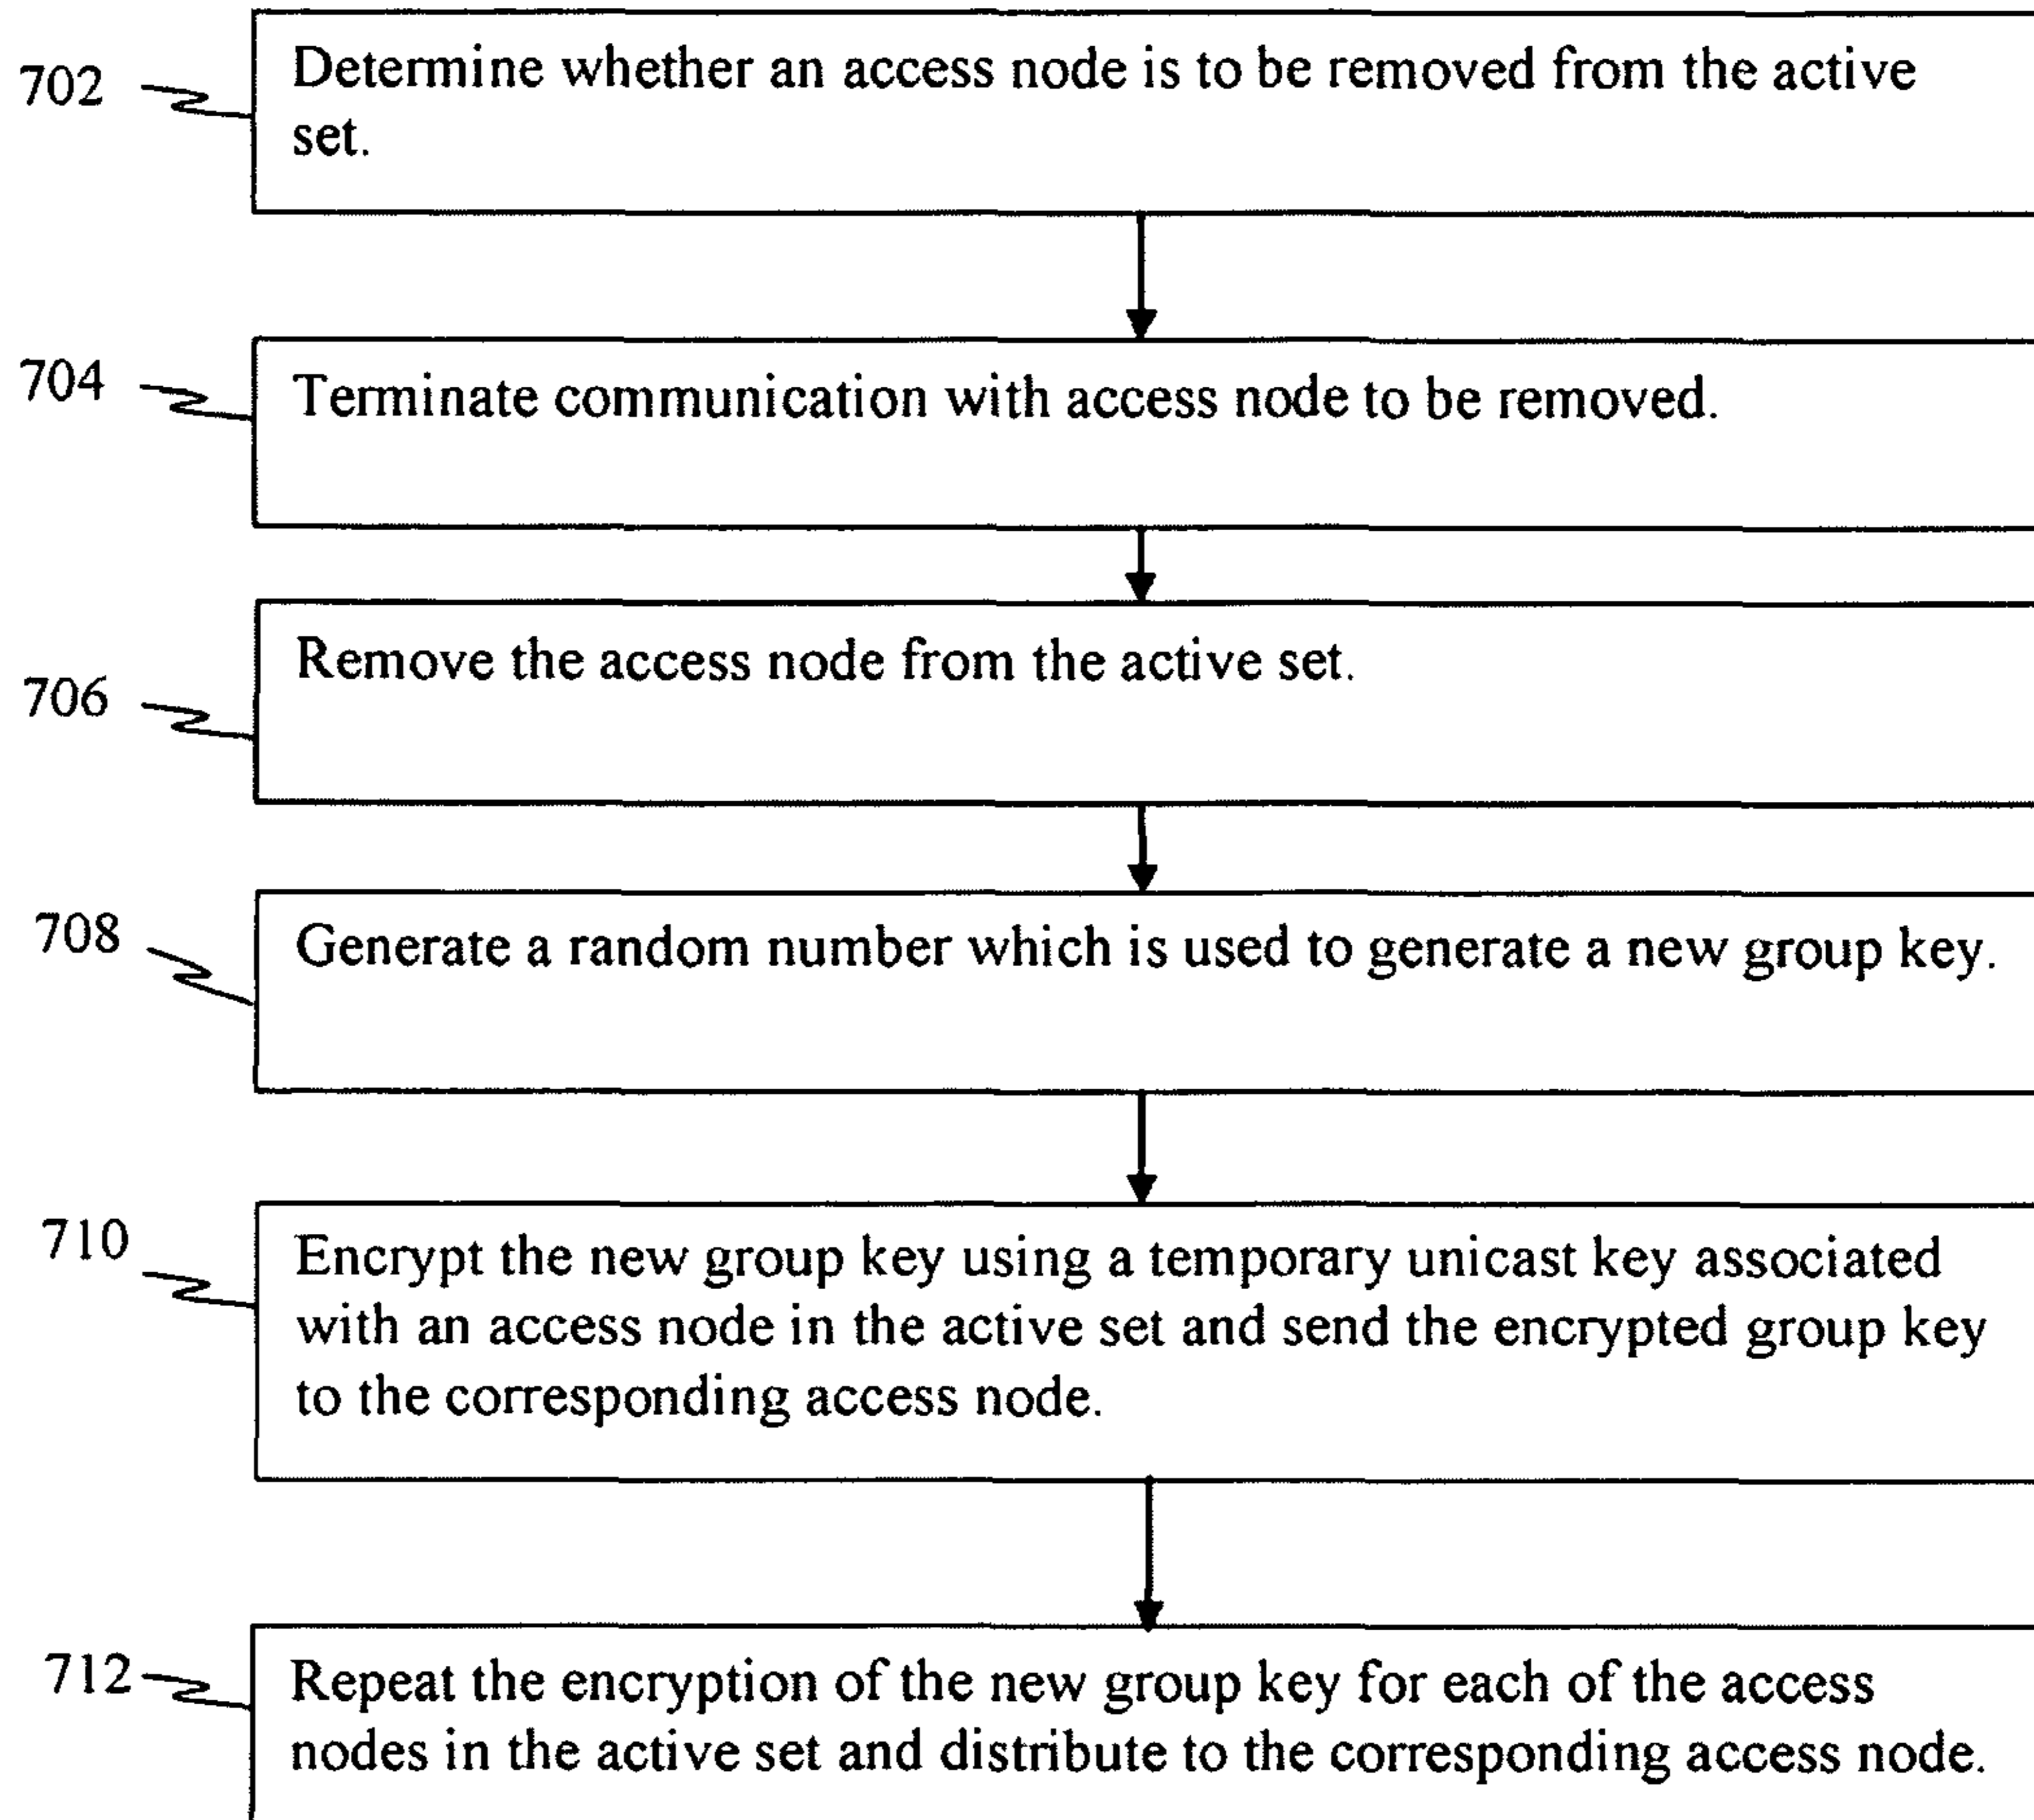 702
Determine whether an access node is to be removed from the active
set.
704
Terminate communication with access node to be removed.
706
Remove the access node from the active set.
708
Generate a random number which is used to generate a new group key.
710
Encrypt the new group key using a temporary unicast key associated
with an access node in the active set and send the encrypted group key
to the corresponding access node.
712
Repeat the encryption of the new group key for each of the access
nodes in the active set and distribute to the corresponding access node.